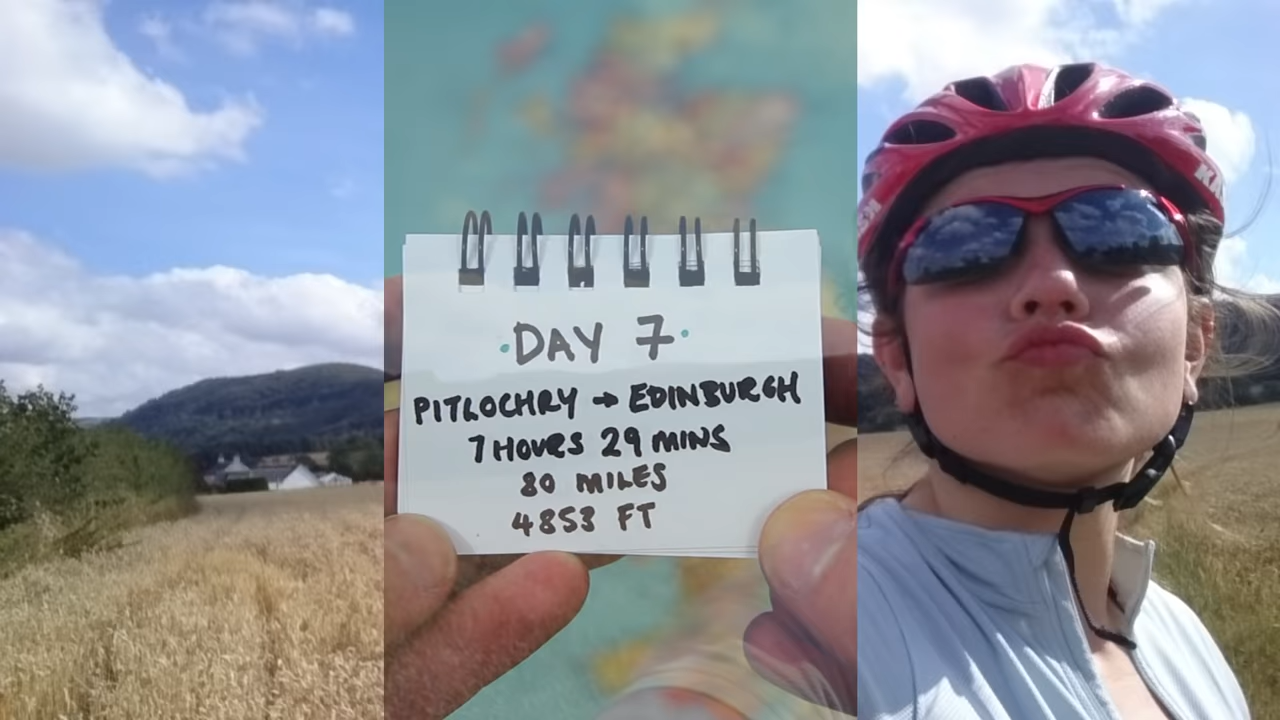 ·DAY 7·
PITLOCHRY → EDINBURGH
7 HOURS 29 MINS
80 MILES
4853 FT